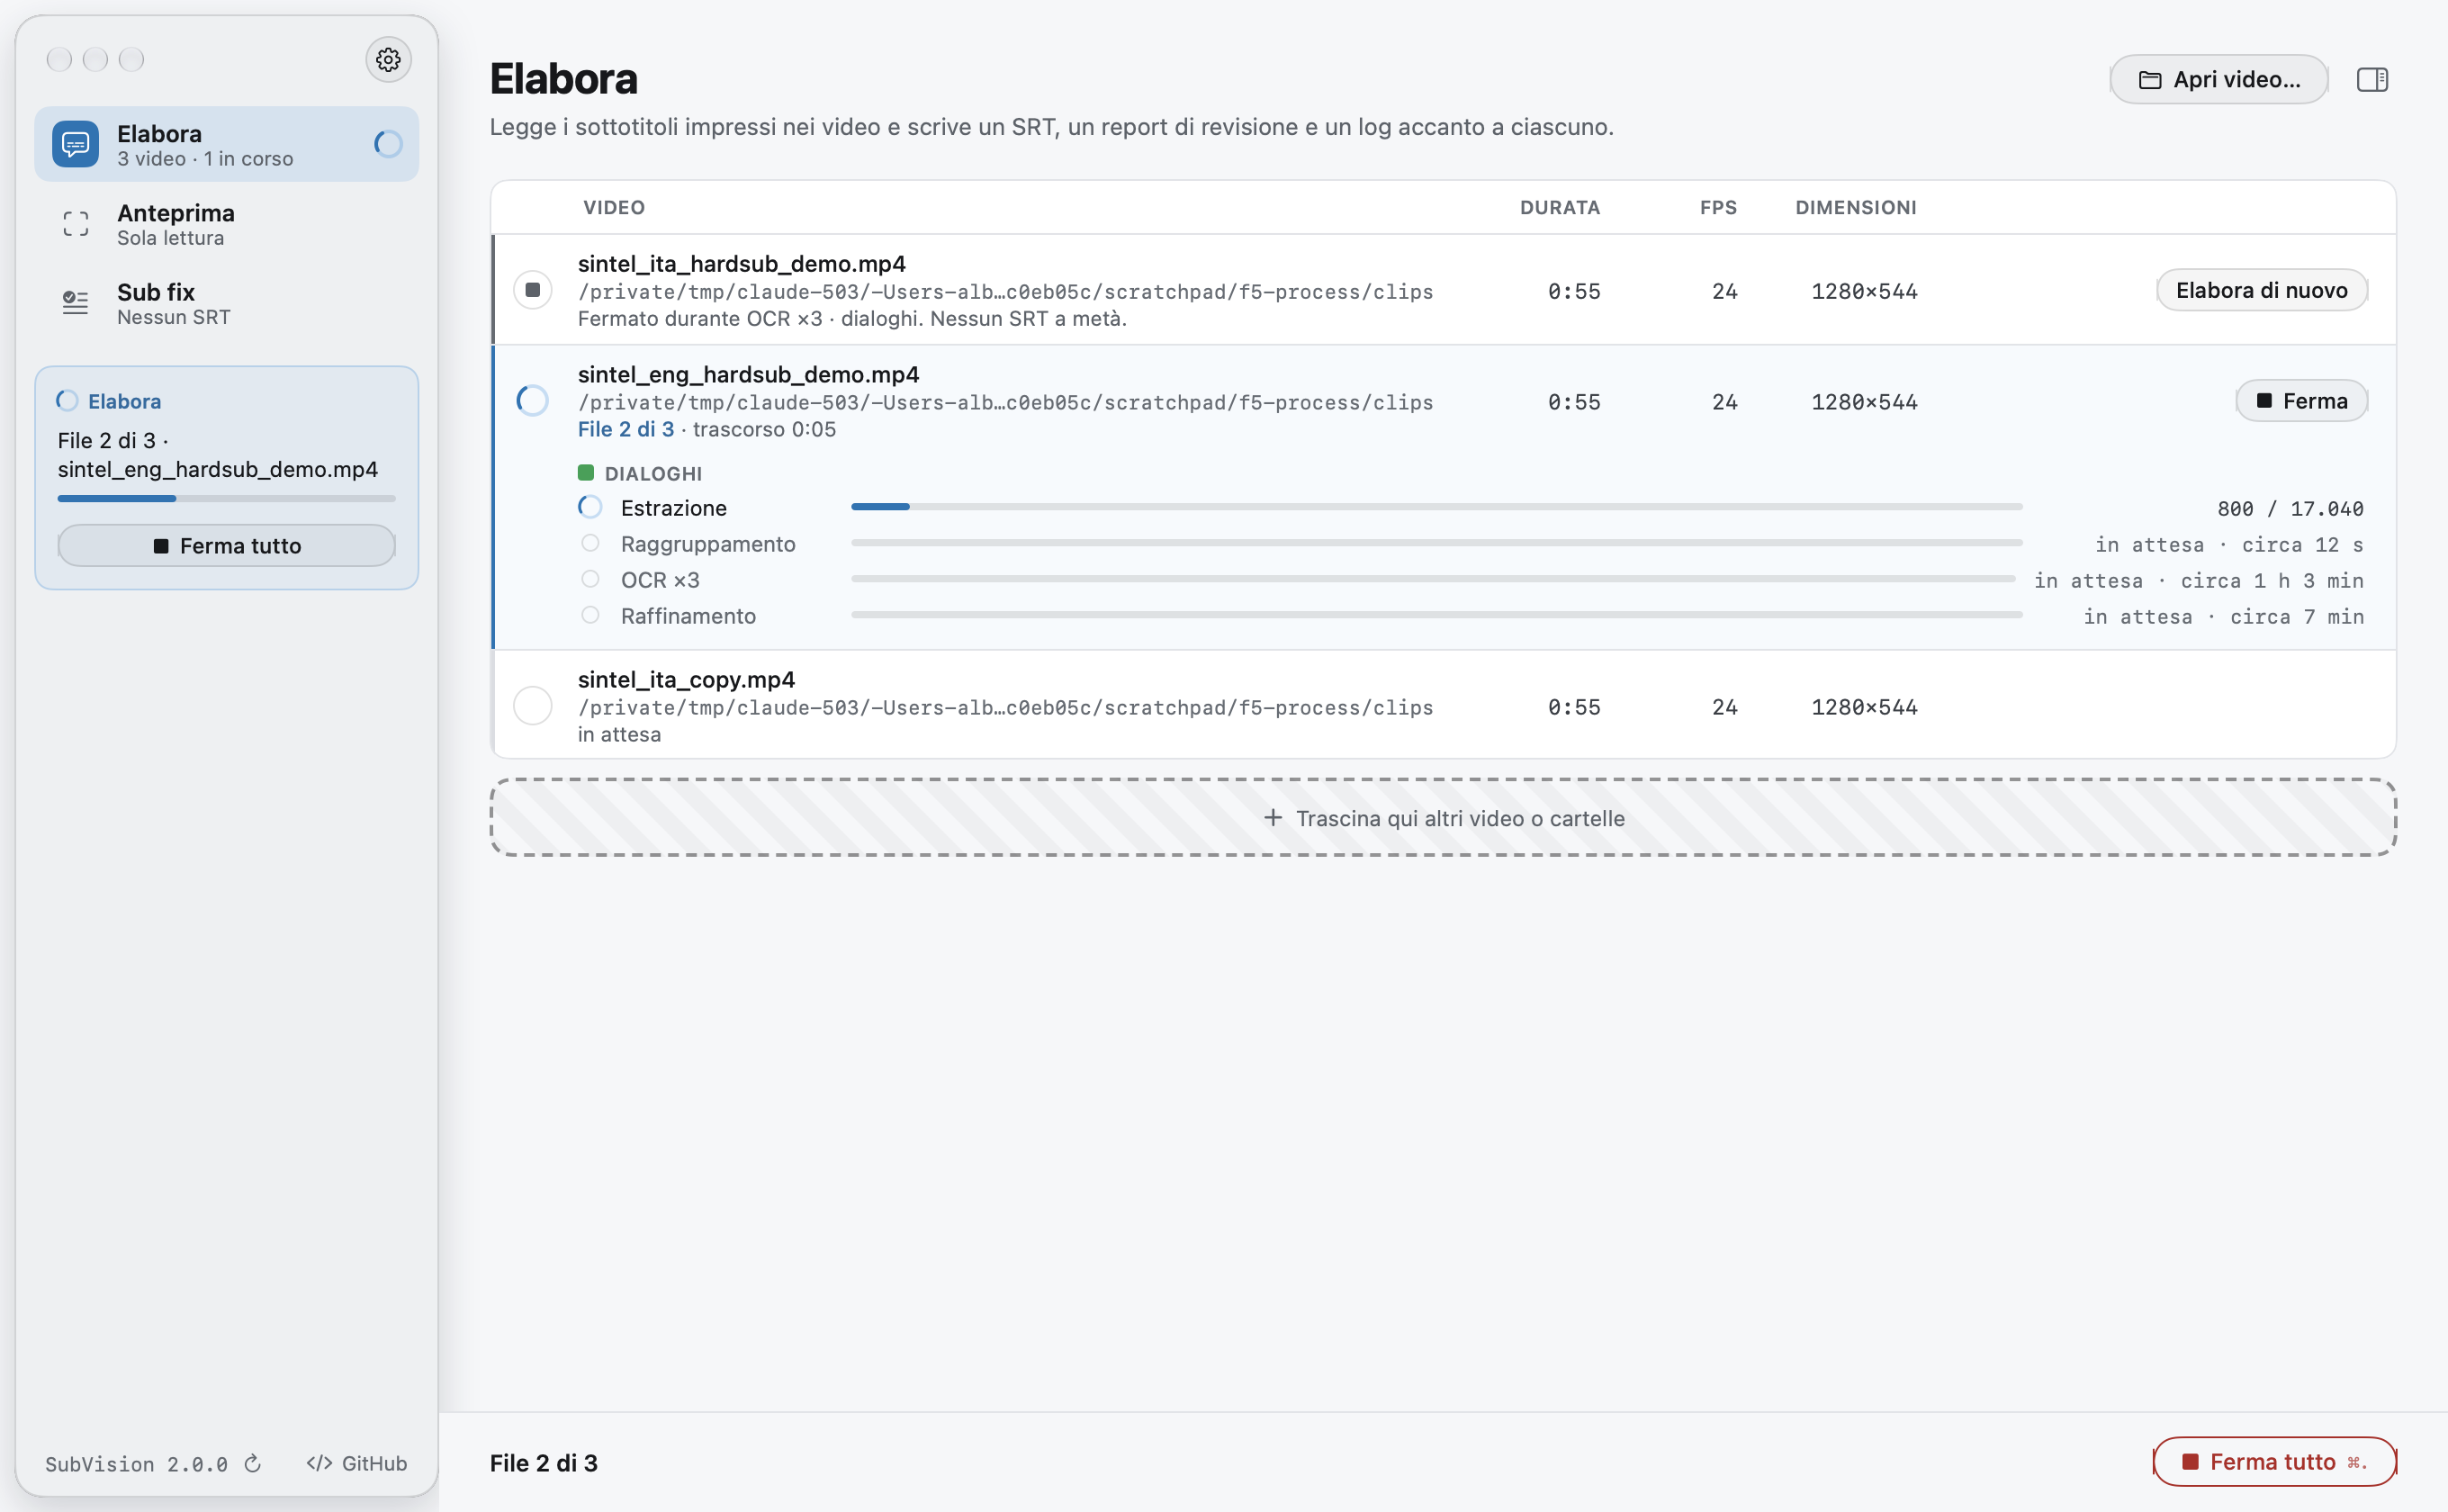 Elabora
3 video · 1 in corso
Anteprima
Sola lettura
Sub fix
Nessun SRT
Elabora
File 2 di 3 ·
sintel_eng_hardsub_demo.mp4
Ferma tutto
SubVision 2.0.0
</> GitHub
Elabora
Legge i sottotitoli impressi nei video e scrive un SRT, un report di revisione e un log accanto a ciascuno.
Apri video...
VIDEO DURATA FPS DIMENSIONI
sintel_ita_hardsub_demo.mp4
/private/tmp/claude-503/-Users-alb…c0eb05c/scratchpad/f5-process/clips 0:55 24 1280×544 Elabora di nuovo
Fermato durante OCR ×3 · dialoghi. Nessun SRT a metà.
sintel_eng_hardsub_demo.mp4
/private/tmp/claude-503/-Users-alb…c0eb05c/scratchpad/f5-process/clips 0:55 24 1280×544 Ferma
File 2 di 3 · trascorso 0:05
DIALOGHI
Estrazione 800 / 17.040
Raggruppamento in attesa · circa 12 s
OCR ×3 in attesa · circa 1 h 3 min
Raffinamento in attesa · circa 7 min
sintel_ita_copy.mp4
/private/tmp/claude-503/-Users-alb…c0eb05c/scratchpad/f5-process/clips 0:55 24 1280×544
in attesa
+ Trascina qui altri video o cartelle
File 2 di 3
Ferma tutto ⌘.